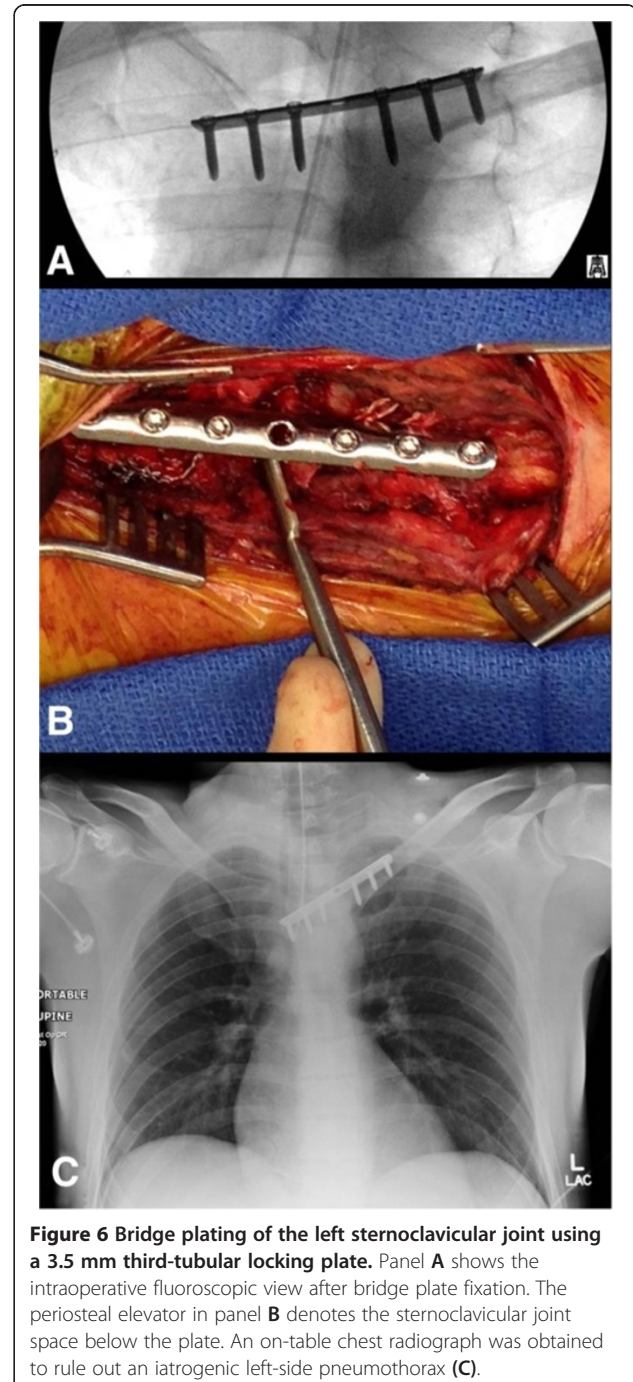 A
B
ORTABLE
UPINE
C
L
LAC
Figure 6 Bridge plating of the left sternoclavicular joint using
a 3.5 mm third-tubular locking plate. Panel A shows the
intraoperative fluoroscopic view after bridge plate fixation. The
periosteal elevator in panel B denotes the sternoclavicular joint
space below the plate. An on-table chest radiograph was obtained
to rule out an iatrogenic left-side pneumothorax (C).